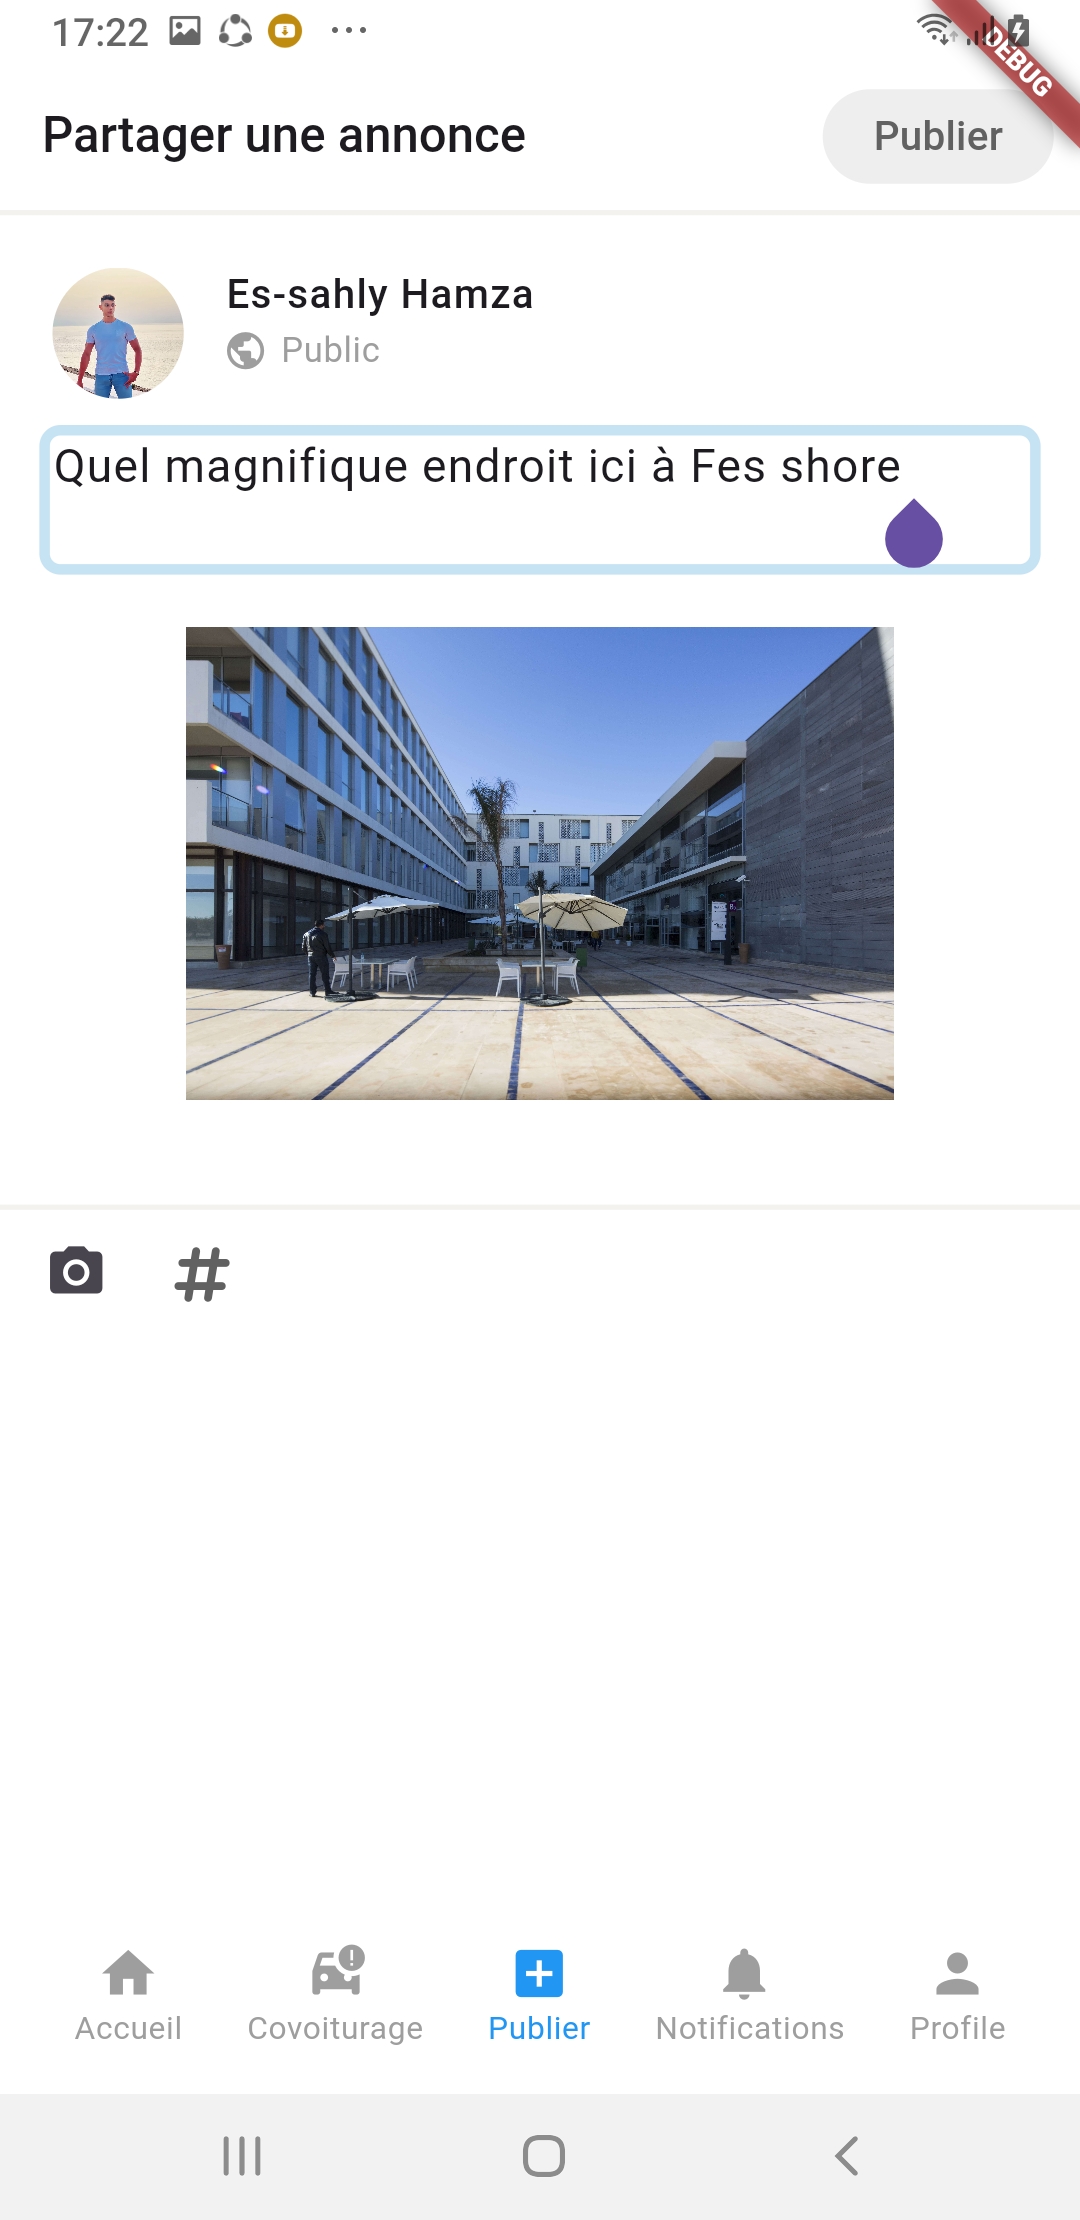 17:22
DEBUG
Partager une annonce
Publier
Es-sahly Hamza
Public
Quel magnifique endroit ici à Fes shore
Accueil
Covoiturage
Publier
Notifications
Profile